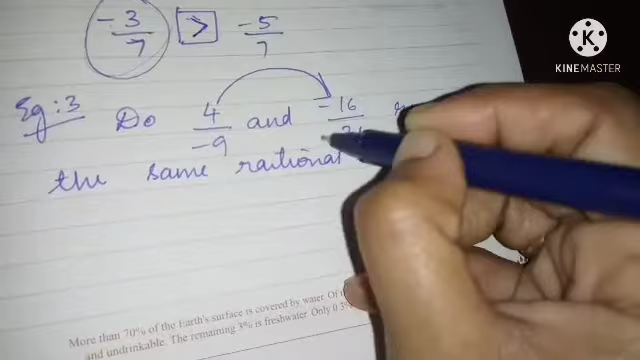 -3/7 > -5/7
Eg:3 Do 4/-9 and -16/
the same rational
More than 70% of the Earth's surface is covered by water. Of
and undrinkable. The remaining 3% is freshwater. Only 0.5%
KINEMASTER